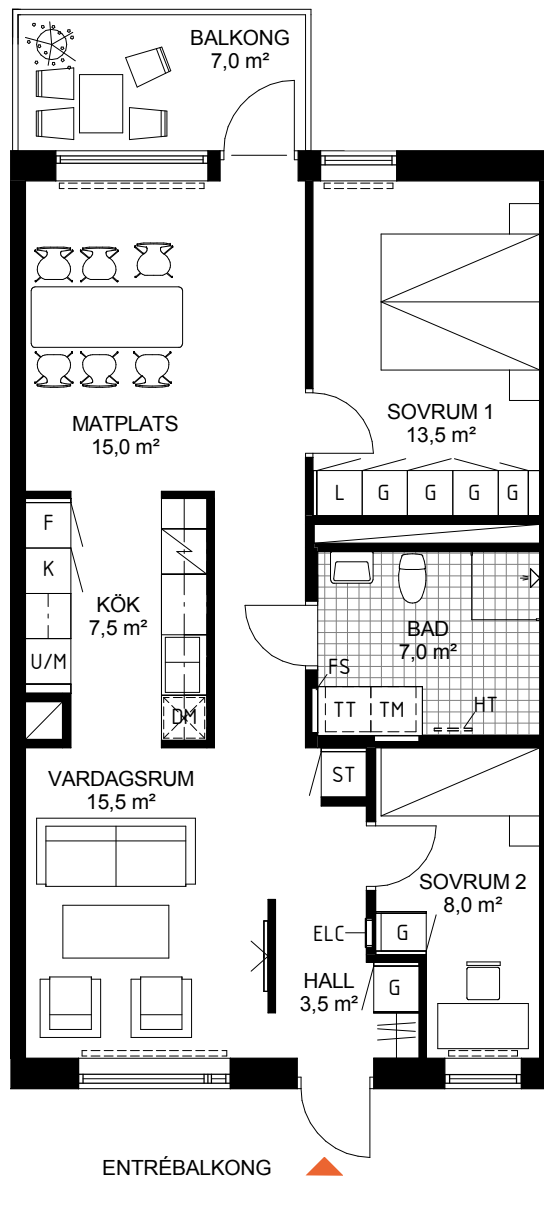 BALKONG
7,0 m²
MATPLATS
15,0 m²
SOVRUM 1
13,5 m²
L G G G G
F
K
U/M
KÖK
7,5 m²
DM
BAD
7,0 m²
FS
TT TM
HT
ST
VARDAGSRUM
15,5 m²
SOVRUM 2
8,0 m²
ELC
G
HALL
3,5 m²
G
ENTRÉBALKONG